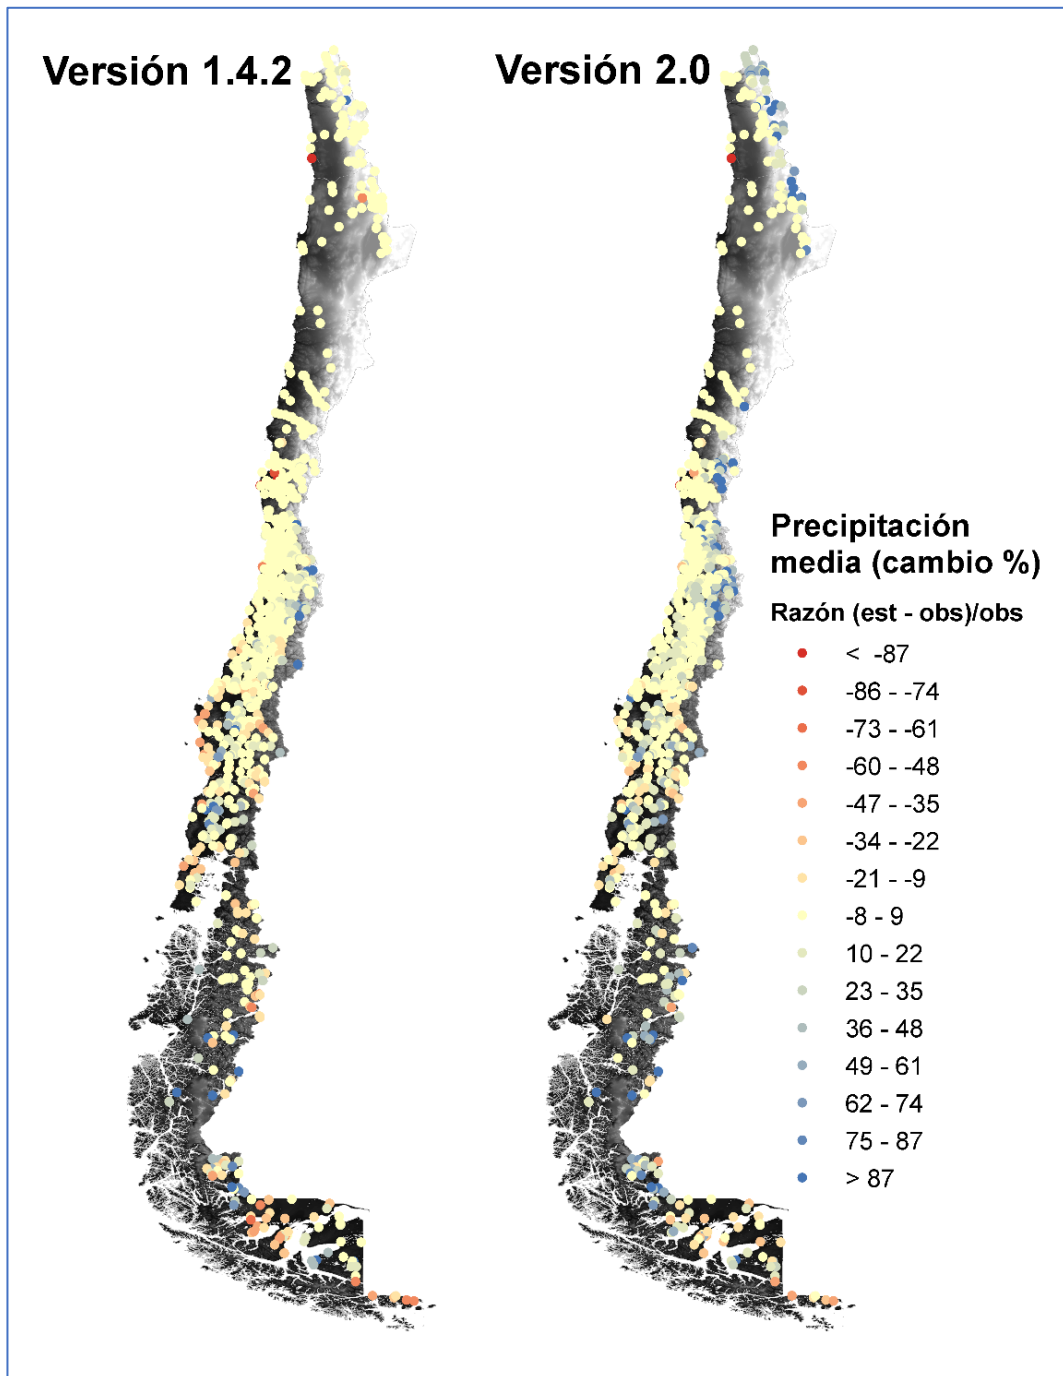 Versión 1.4.2
Versión 2.0
Precipitación
media (cambio %)
Razón (est - obs)/obs
< -87
-86 - -74
-73 - -61
-60 - -48
-47 - -35
-34 - -22
-21 - -9
-8 - 9
10 - 22
23 - 35
36 - 48
49 - 61
62 - 74
75 - 87
> 87